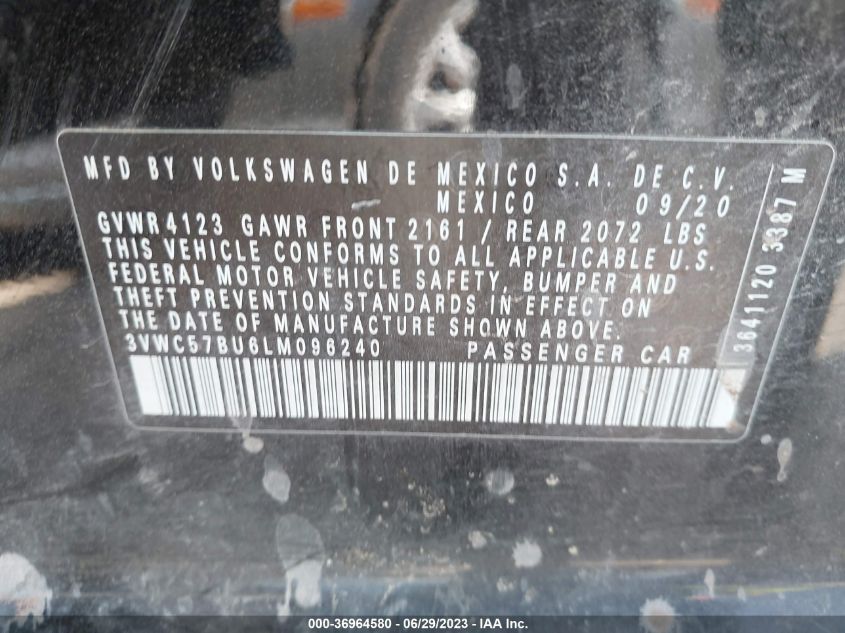 MFD BY VOLKSWAGEN DE MEXICO S.A. DE C.V.
MEXICO 09/20
GVWR 4123 GAWR FRONT 2161 / REAR 2072 LBS
THIS VEHICLE CONFORMS TO ALL APPLICABLE U.S.
FEDERAL MOTOR VEHICLE SAFETY, BUMPER AND
THEFT PREVENTION STANDARDS IN EFFECT ON
THE DATE OF MANUFACTURE SHOWN ABOVE.
3VWC57BU6LM096240 PASSENGER CAR
3641120 3387 M
000-36964580 - 06/29/2023 - IAA Inc.